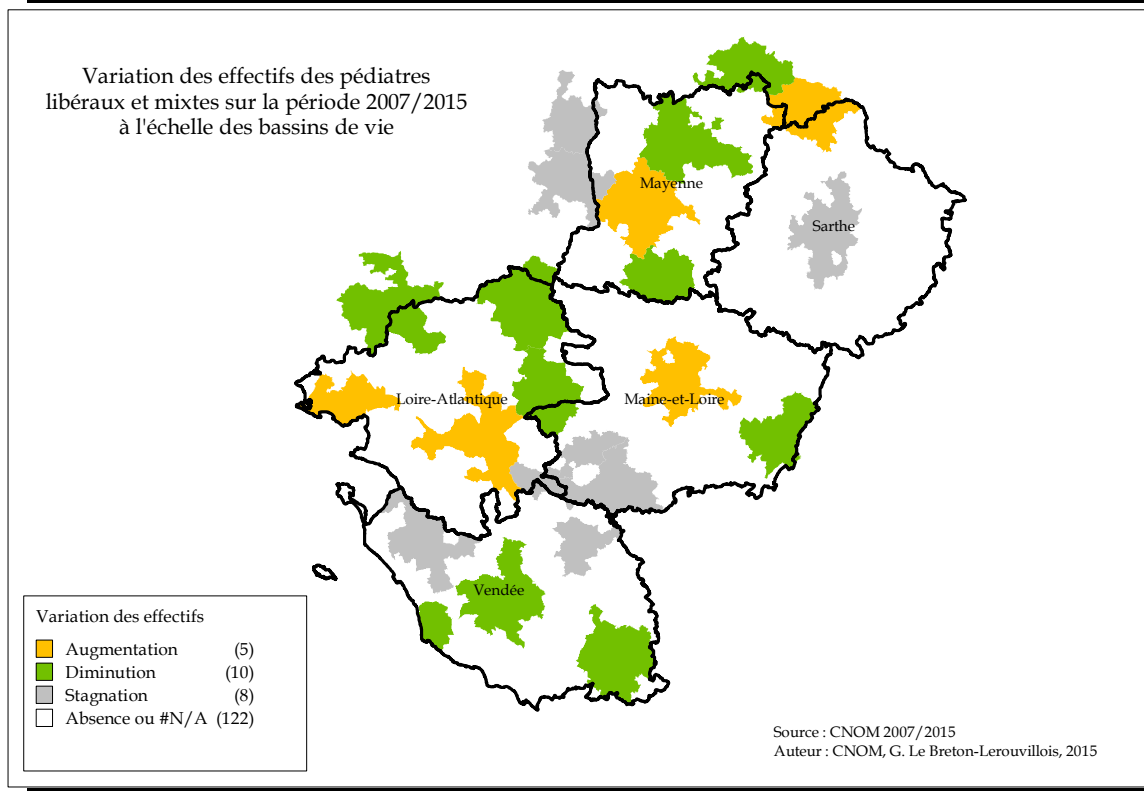 Variation des effectifs des pédiatres
libéraux et mixtes sur la période 2007/2015
à l'échelle des bassins de vie
Mayenne
Sarthe
Loire-Atlantique
Maine-et-Loire
Vendée
Variation des effectifs
Augmentation (5)
Diminution (10)
Stagnation (8)
Absence ou #N/A (122)
Source : CNOM 2007/2015
Auteur : CNOM, G. Le Breton-Lerouvillois, 2015